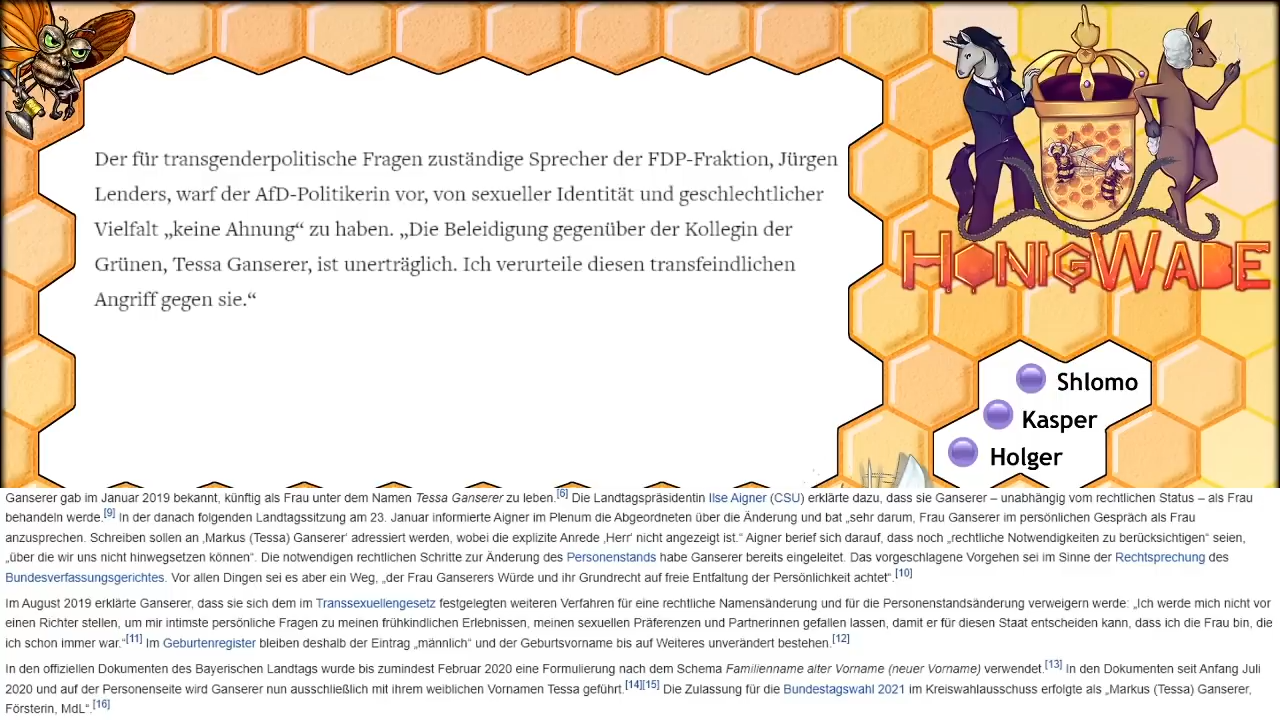 Der für transgenderpolitische Fragen zuständige Sprecher der FDP-Fraktion, Jürgen
Lenders, warf der AfD-Politikerin vor, von sexueller Identität und geschlechtlicher
Vielfalt „keine Ahnung“ zu haben. „Die Beleidigung gegenüber der Kollegin der
Grünen, Tessa Ganserer, ist unerträglich. Ich verurteile diesen transfeindlichen
Angriff gegen sie.“
HONIGWABE
Shlomo
Kasper
Holger
Ganserer gab im Januar 2019 bekannt, künftig als Frau unter dem Namen Tessa Ganserer zu leben.[6] Die Landtagspräsidentin Ilse Aigner (CSU) erklärte dazu, dass sie Ganserer – unabhängig vom rechtlichen Status – als Frau
behandeln werde.[9] In der danach folgenden Landtagssitzung am 23. Januar informierte Aigner im Plenum die Abgeordneten über die Änderung und bat „sehr darum, Frau Ganserer im persönlichen Gespräch als Frau
anzusprechen. Schreiben sollen an ‚Markus (Tessa) Ganserer‘ adressiert werden, wobei die explizite Anrede ‚Herr‘ nicht angezeigt ist.“ Aigner berief sich darauf, dass noch „rechtliche Notwendigkeiten zu berücksichtigen“ seien,
„über die wir uns nicht hinwegsetzen können“. Die notwendigen rechtlichen Schritte zur Änderung des Personenstands habe Ganserer bereits eingeleitet. Das vorgeschlagene Vorgehen sei im Sinne der Rechtsprechung des
Bundesverfassungsgerichtes. Vor allen Dingen sei es aber ein Weg, „der Frau Ganserers Würde und ihr Grundrecht auf freie Entfaltung der Persönlichkeit achtet“.[10]
Im August 2019 erklärte Ganserer, dass sie sich dem im Transsexuellengesetz festgelegten weiteren Verfahren für eine rechtliche Namensänderung und für die Personenstandsänderung verweigern werde: „Ich werde mich nicht vor
einen Richter stellen, um mir intimste persönliche Fragen zu meinen frühkindlichen Erlebnissen, meinen sexuellen Präferenzen und Partnerinnen gefallen lassen, damit er für diesen Staat entscheiden kann, dass ich die Frau bin, die
ich schon immer war.“[11] Im Geburtenregister bleiben deshalb der Eintrag „männlich“ und der Geburtsvorname bis auf Weiteres unverändert bestehen.[12]
In den offiziellen Dokumenten des Bayerischen Landtags wurde bis zumindest Februar 2020 eine Formulierung nach dem Schema Familienname alter Vorname (neuer Vorname) verwendet.[13] In den Dokumenten seit Anfang Juli
2020 und auf der Personenseite wird Ganserer nun ausschließlich mit ihrem weiblichen Vornamen Tessa geführt.[14][15] Die Zulassung für die Bundestagswahl 2021 im Kreiswahlausschuss erfolgte als „Markus (Tessa) Ganserer,
Försterin, MdL“.[16]